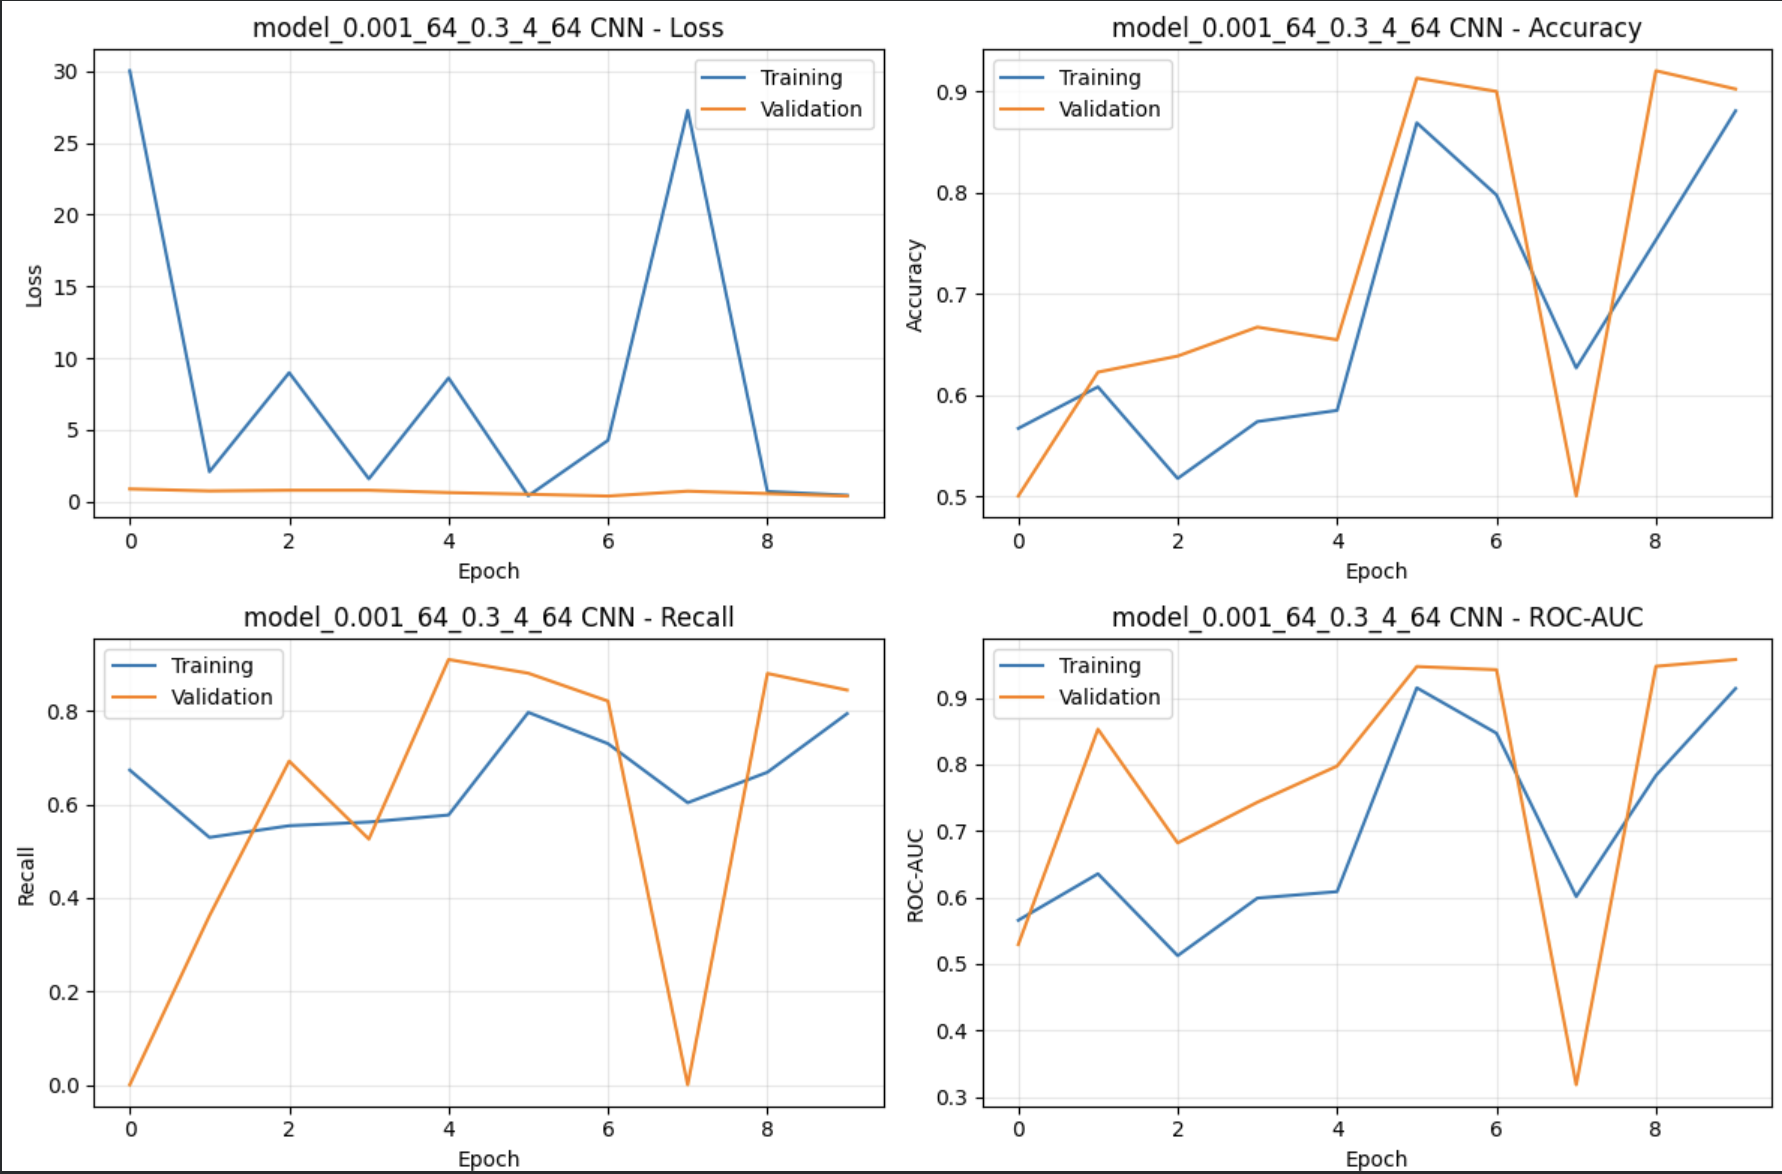 model_0.001_64_0.3_4_64 CNN - Loss
Training
Validation
30
25
20
15
10
5
0
Loss
0 2 4 6 8
Epoch
model_0.001_64_0.3_4_64 CNN - Accuracy
Training
Validation
0.9
0.8
0.7
0.6
0.5
Accuracy
0 2 4 6 8
Epoch
model_0.001_64_0.3_4_64 CNN - Recall
Training
Validation
0.8
0.6
0.4
0.2
0.0
Recall
0 2 4 6 8
Epoch
model_0.001_64_0.3_4_64 CNN - ROC-AUC
Training
Validation
0.9
0.8
0.7
0.6
0.5
0.4
0.3
ROC-AUC
0 2 4 6 8
Epoch